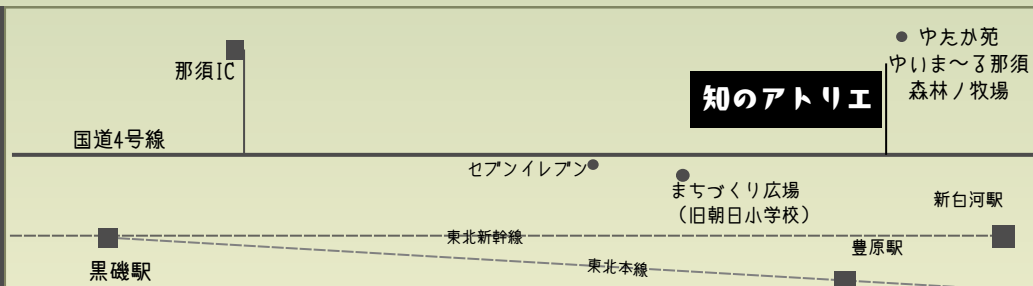 ゆたか苑
ゆいま〜る那須
森林ノ牧場
那須IC
知のアトリエ
国道4号線
セブンイレブン
まちづくり広場
(旧朝日小学校)
新白河駅
東北新幹線
豊原駅
東北本線
黒磯駅